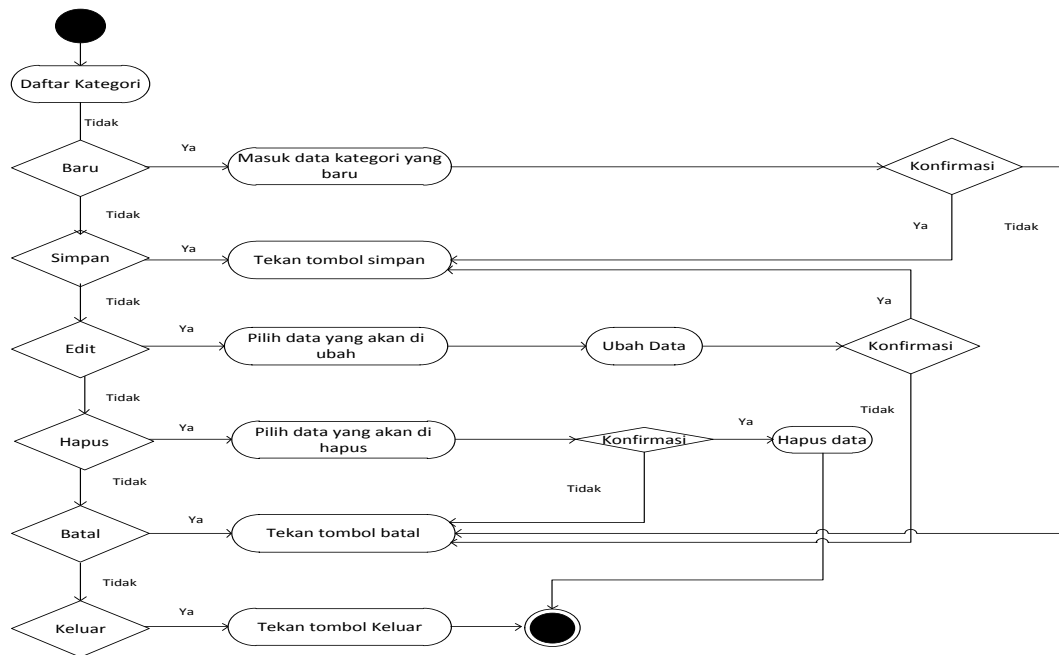 Daftar Kategori
Tidak
Baru
Ya
Masuk data kategori yang
baru
Konfirmasi
Ya
Tidak
Tidak
Simpan
Ya
Tekan tombol simpan
Tidak
Ya
Edit
Ya
Pilih data yang akan di
ubah
Ubah Data
Konfirmasi
Tidak
Tidak
Hapus
Ya
Pilih data yang akan di
hapus
Konfirmasi
Ya
Hapus data
Tidak
Tidak
Batal
Ya
Tekan tombol batal
Tidak
Keluar
Ya
Tekan tombol Keluar